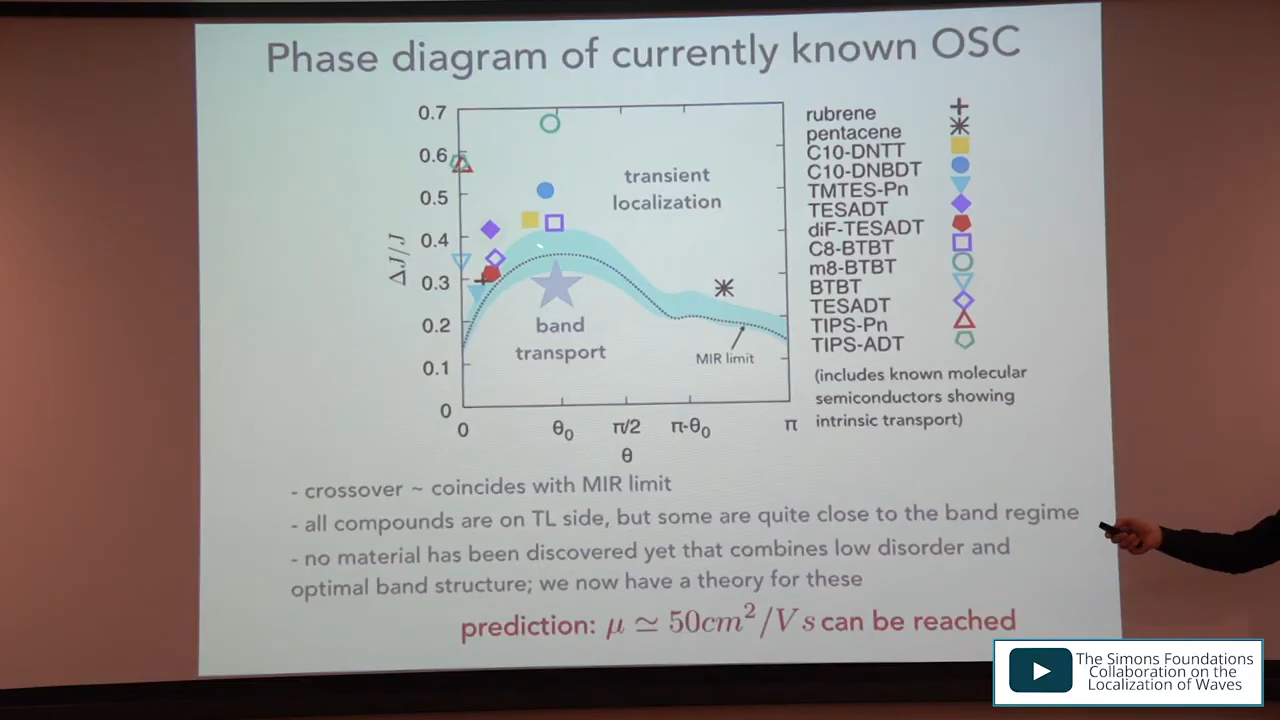 Phase diagram of currently known OSC
0.7
0.6
0.5
0.4
0.3
0.2
0.1
0
ΔJ/J
transient
localization
band
transport
MIR limit
0
θ₀
π/2
π-θ₀
π
θ
rubrene
pentacene
C10-DNTT
C10-DNBDT
TMTES-Pn
TESADT
diF-TESADT
C8-BTBT
m8-BTBT
BTBT
TESADT
TIPS-Pn
TIPS-ADT
(includes known molecular
semiconductors showing
intrinsic transport)
- crossover ~ coincides with MIR limit
- all compounds are on TL side, but some are quite close to the band regime
- no material has been discovered yet that combines low disorder and
optimal band structure; we now have a theory for these
prediction: μ ≃ 50cm²/Vs can be reached
The Simons Foundations
Collaboration on the
Localization of Waves